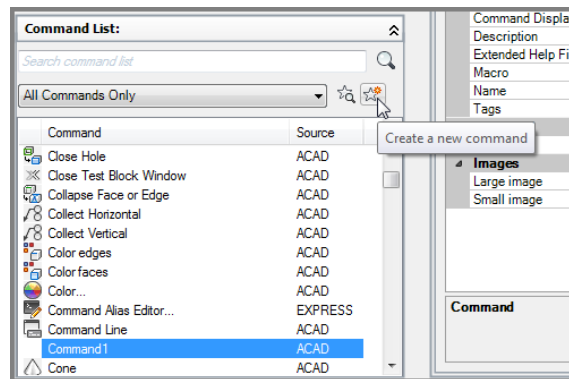 Command List:
Search command list
All Commands Only
Command Source
Close Hole ACAD
Close Test Block Window ACAD
Collapse Face or Edge ACAD
Collect Horizontal ACAD
Collect Vertical ACAD
Color edges ACAD
Color faces ACAD
Color... ACAD
Command Alias Editor... EXPRESS
Command Line ACAD
Command1 ACAD
Cone ACAD
Create a new command
Command Displa
Description
Extended Help Fi
Macro
Name
Tags
Images
Large image
Small image
Command